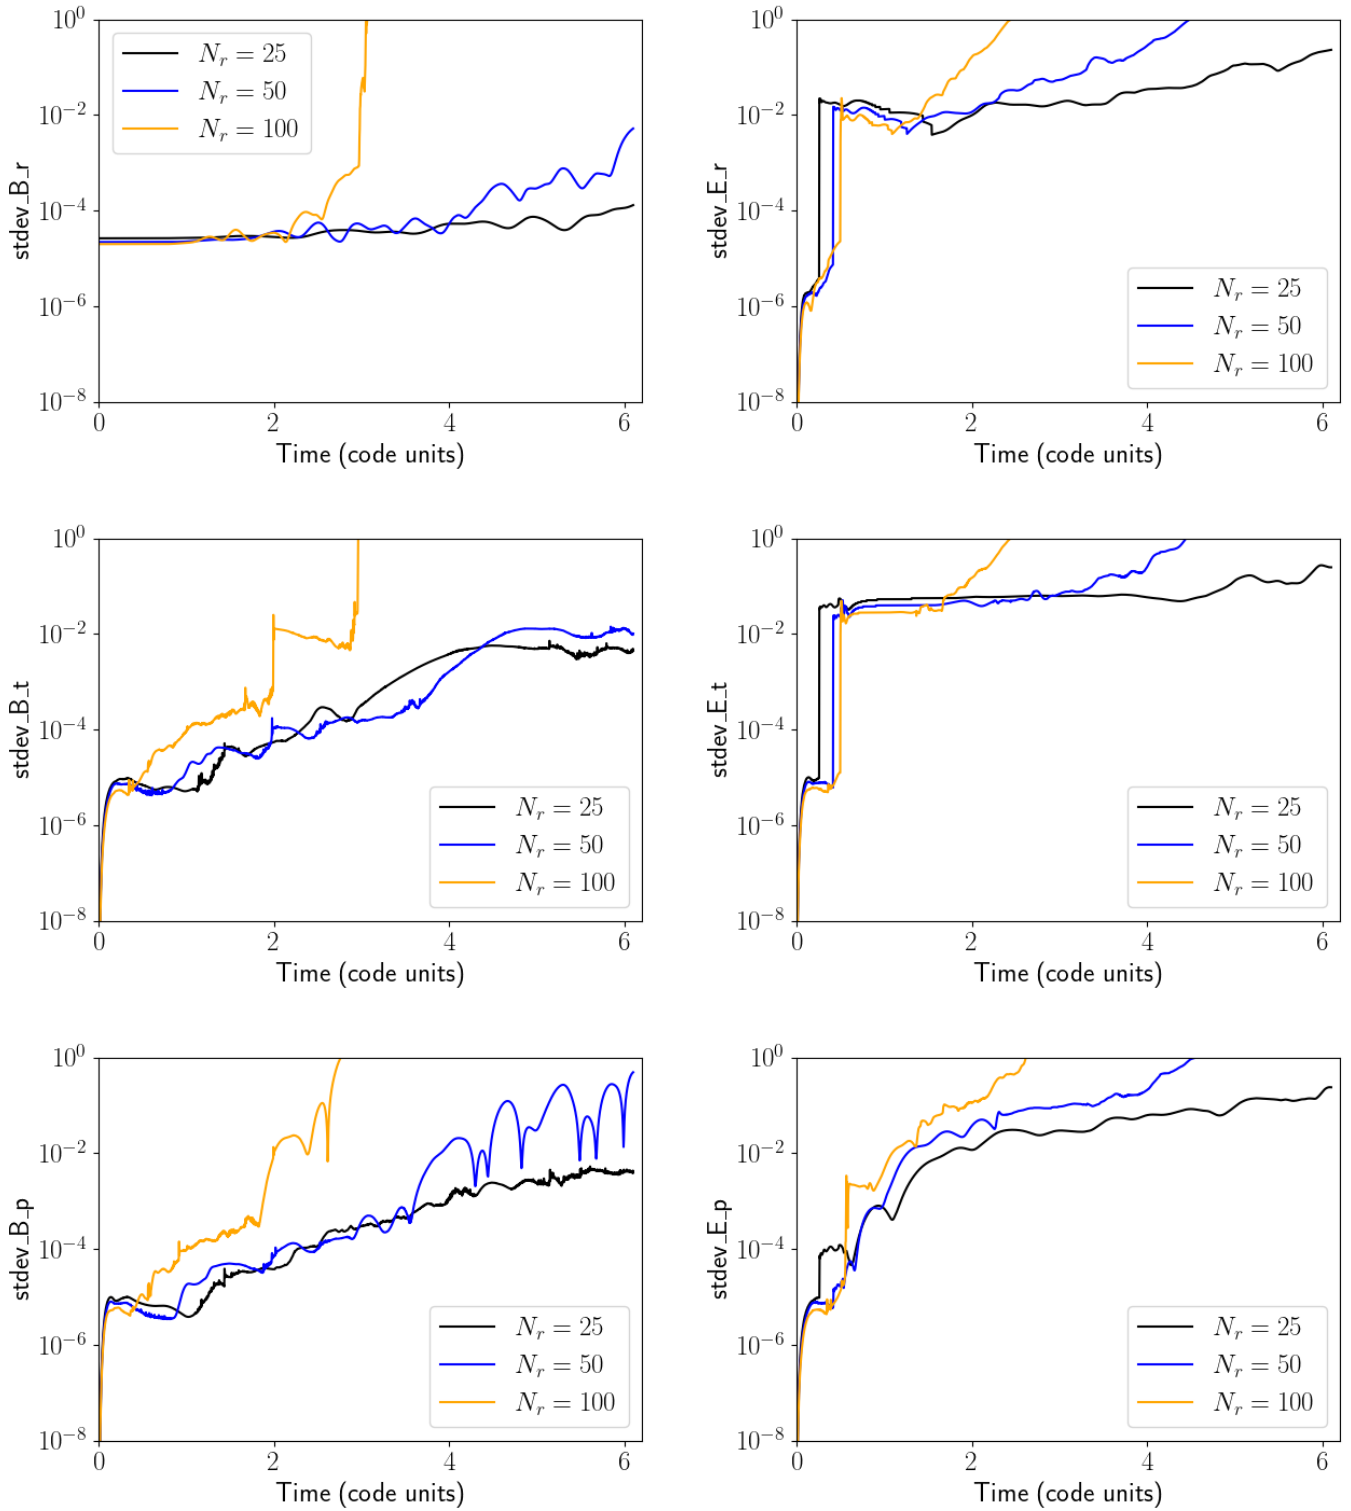 10^0
10^-2
10^-4
10^-6
10^-8
stdev_B_r
N_r = 25
N_r = 50
N_r = 100
0 2 4 6
Time (code units)
10^0
10^-2
10^-4
10^-6
10^-8
stdev_E_r
N_r = 25
N_r = 50
N_r = 100
0 2 4 6
Time (code units)
10^0
10^-2
10^-4
10^-6
10^-8
stdev_B_t
N_r = 25
N_r = 50
N_r = 100
0 2 4 6
Time (code units)
10^0
10^-2
10^-4
10^-6
10^-8
stdev_E_t
N_r = 25
N_r = 50
N_r = 100
0 2 4 6
Time (code units)
10^0
10^-2
10^-4
10^-6
10^-8
stdev_B_p
N_r = 25
N_r = 50
N_r = 100
0 2 4 6
Time (code units)
10^0
10^-2
10^-4
10^-6
10^-8
stdev_E_p
N_r = 25
N_r = 50
N_r = 100
0 2 4 6
Time (code units)